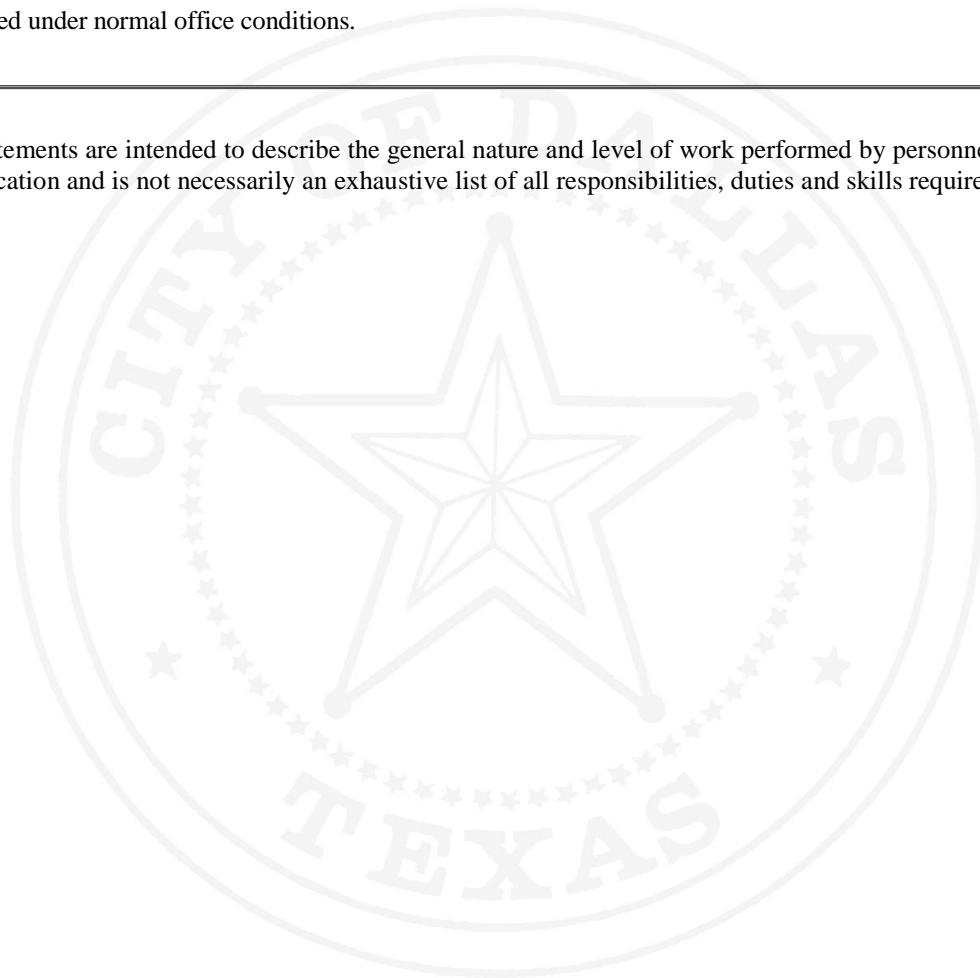 ed under normal office conditions.
tements are intended to describe the general nature and level of work performed by personne
cation and is not necessarily an exhaustive list of all responsibilities, duties and skills require
CITY OF DALLAS
TEXAS